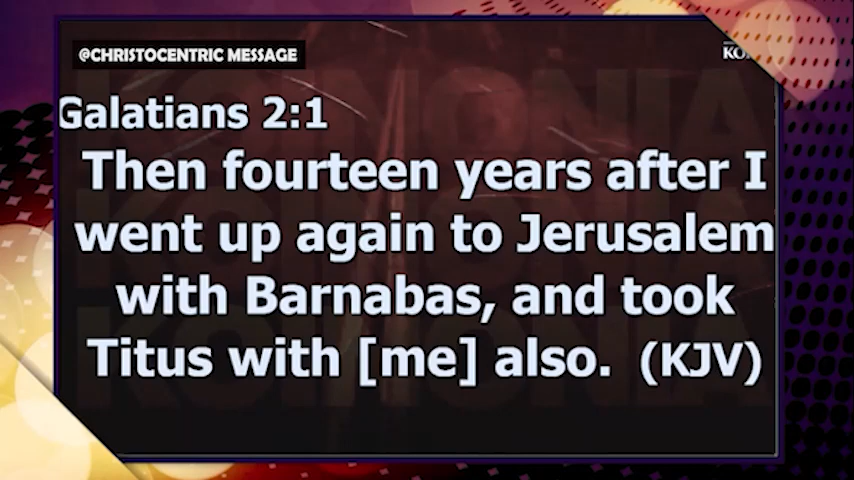 @CHRISTOCENTRIC MESSAGE
Galatians 2:1
Then fourteen years after I
went up again to Jerusalem
with Barnabas, and took
Titus with [me] also. (KJV)